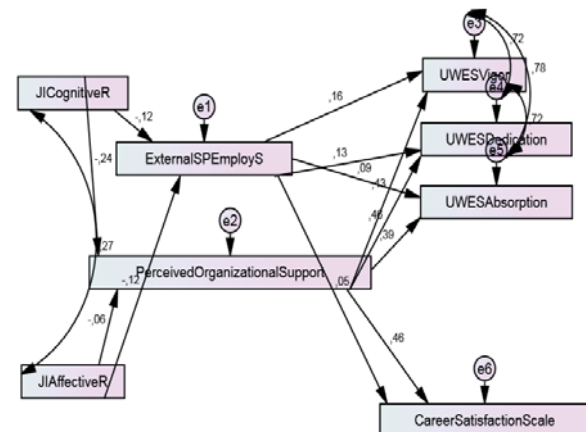 e3
,72
UWESVigor
,78
JICognitiveR
e4
,16
-,12
e1
,72
UWESDedication
,13
e5
-,24
ExternalSPEmployS
,09
,43
UWESAbsorption
,46
e2
,39
,27
PerceivedOrganizationalSupport
-,12
,05
-,06
,46
JIAffectiveR
e6
CareerSatisfactionScale